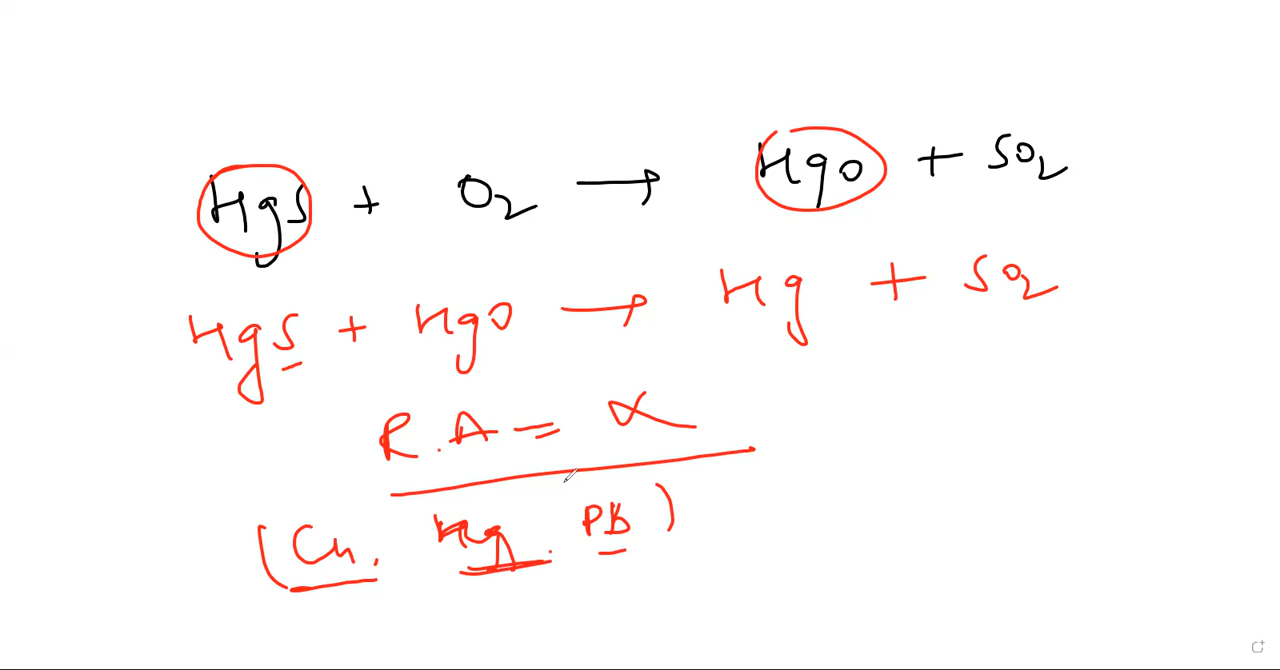 HgS + O₂ → HgO + SO₂
HgS + HgO → Hg + SO₂
R.A = ∝
(Cu. Hg. PB)